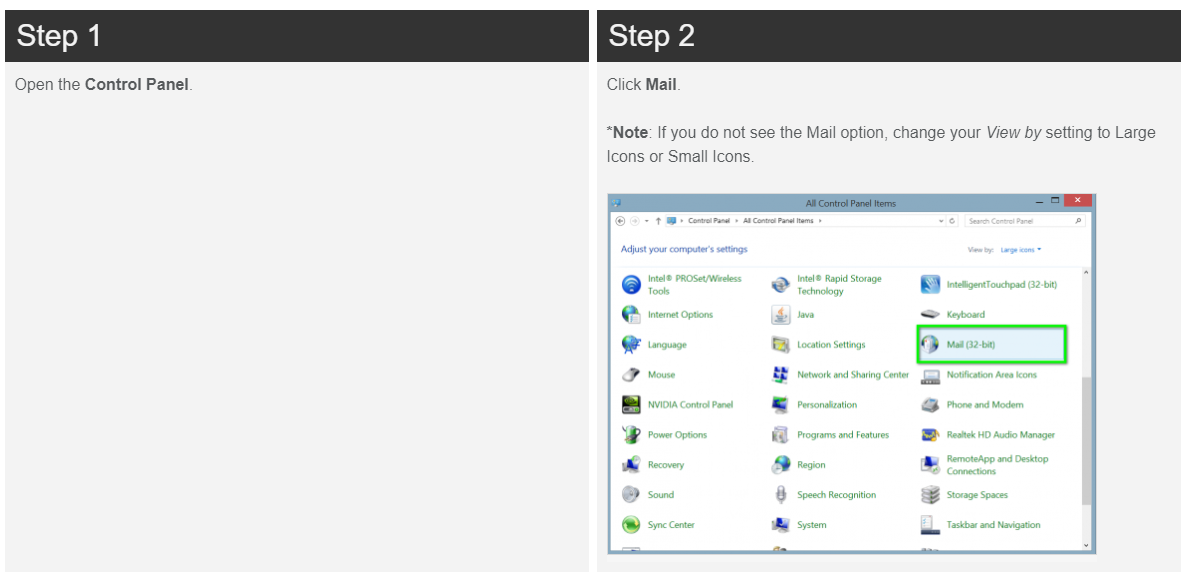 Step 1
Open the Control Panel.
Step 2
Click Mail.
*Note: If you do not see the Mail option, change your View by setting to Large
Icons or Small Icons.
All Control Panel Items
Control Panel
All Control Panel Items
Search Control Panel
Adjust your computer's settings
View by: Large icons
Intel® PROSet/Wireless
Tools
Intel® Rapid Storage
Technology
IntelligentTouchpad (32-bit)
Internet Options
Java
Keyboard
Language
Location Settings
Mail (32-bit)
Mouse
Network and Sharing Center
Notification Area Icons
NVIDIA Control Panel
Personalization
Phone and Modem
Power Options
Programs and Features
Realtek HD Audio Manager
Recovery
Region
RemoteApp and Desktop
Connections
Sound
Speech Recognition
Storage Spaces
Sync Center
System
Taskbar and Navigation